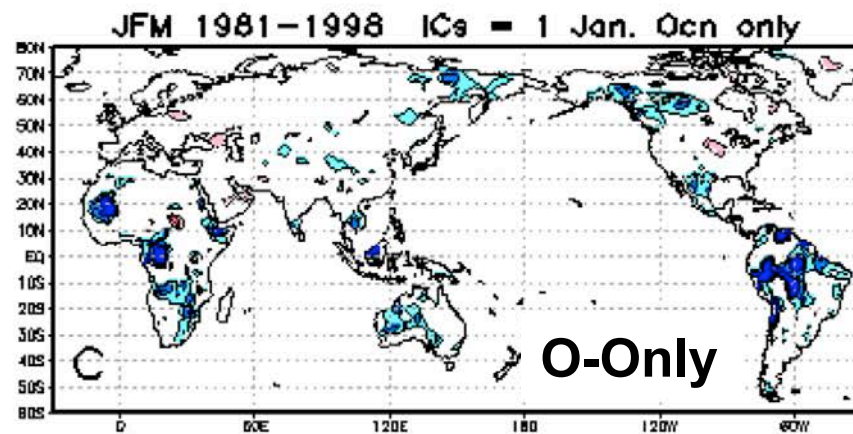 JFM 1981-1998 ICs = 1 Jan. Ocn only
80N
70N
60N
50N
40N
30N
20N
10N
EQ
10S
20S
30S
40S
50S
60S
C
O-Only
0 60E 120E 180 120W 60W